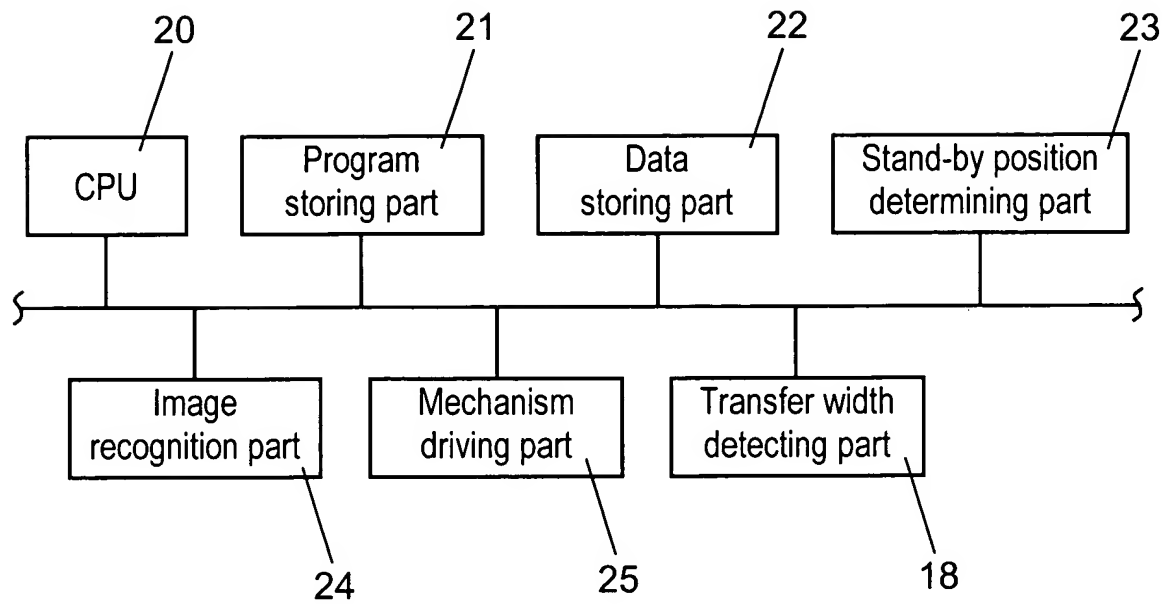 20
21
22
23
CPU
Program
storing part
Data
storing part
Stand-by position
determining part
Image
recognition part
Mechanism
driving part
Transfer width
detecting part
24
25
18